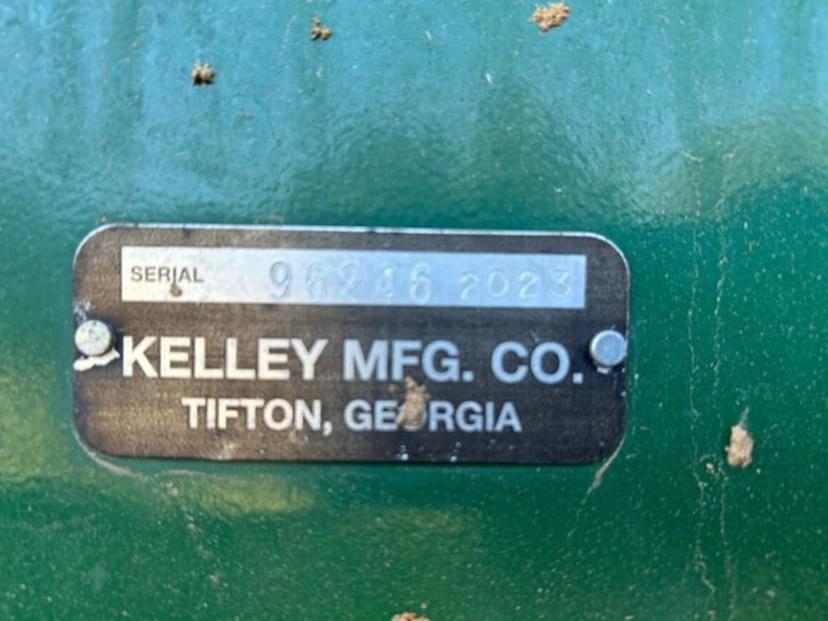 SERIAL 96246 2023
KELLEY MFG. CO.
TIFTON, GEORGIA